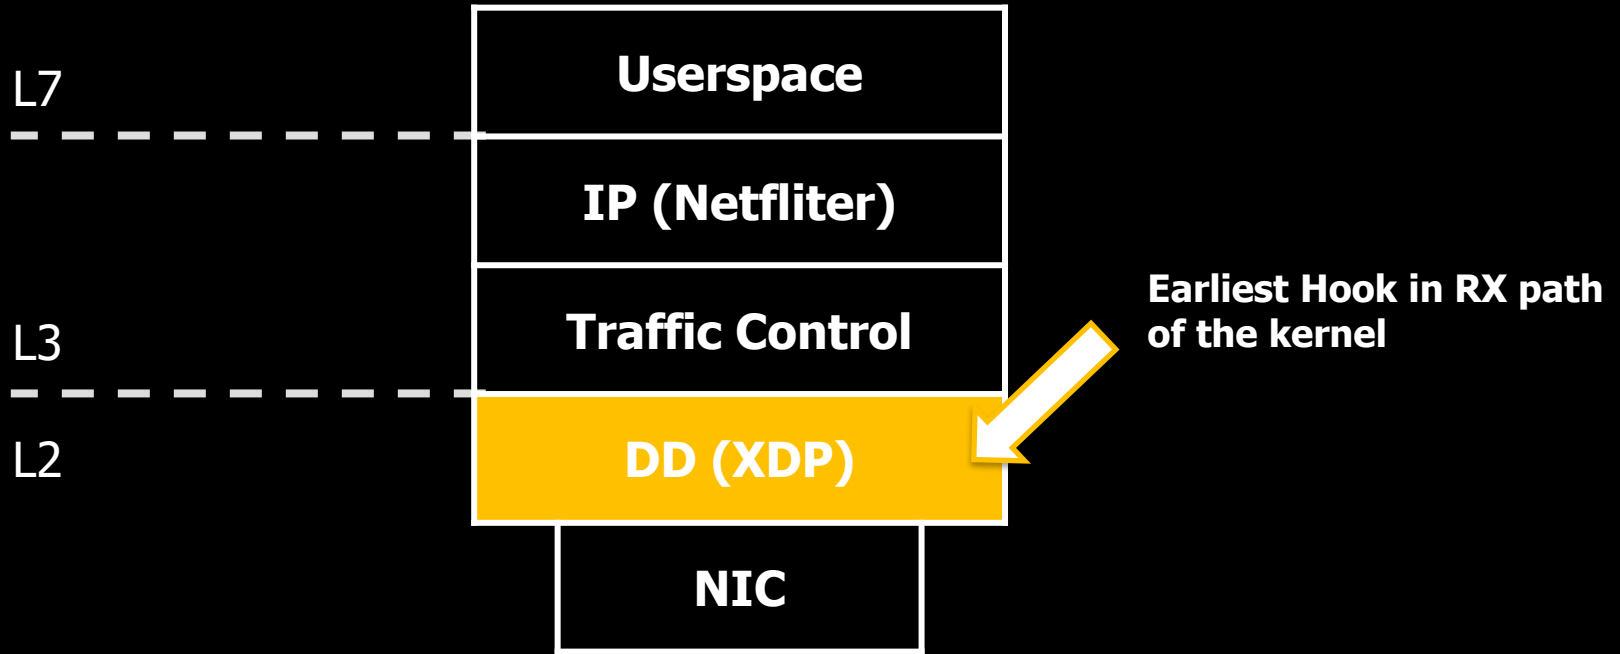 L7
Userspace
IP (Netfliter)
L3
Traffic Control
Earliest Hook in RX path
of the kernel
L2
DD (XDP)
NIC